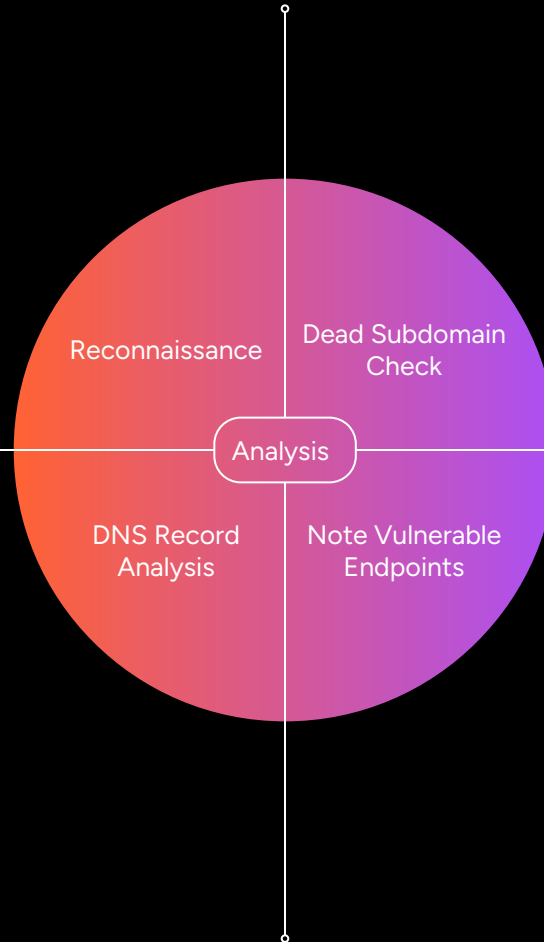 Reconnaissance
Dead Subdomain
Check
Analysis
DNS Record
Analysis
Note Vulnerable
Endpoints